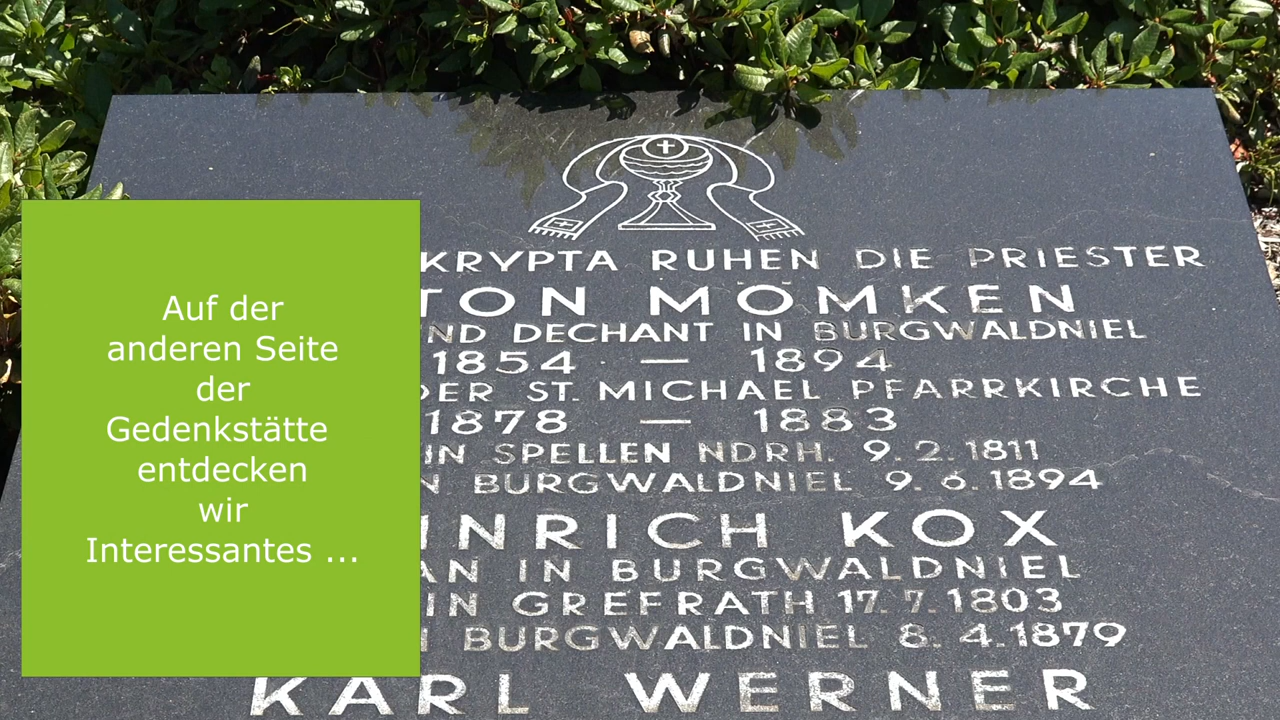 Auf der
anderen Seite
der
Gedenkstätte
entdecken
wir
Interessantes ...
KRYPTA RUHEN DIE PRIESTER
TON MÖMKEN
ND DECHANT IN BURGWALDNIEL
1854 — 1894
DER ST. MICHAEL PFARRKIRCHE
1878 — 1883
IN SPELLEN NDRH. 9. 2. 1811
N BURGWALDNIEL 9. 6. 1894
INRICH KOX
AN IN BURGWALDNIEL
IN GREFRATH 17. 7. 1803
BURGWALDNIEL 8. 4. 1879
KARL WERNER